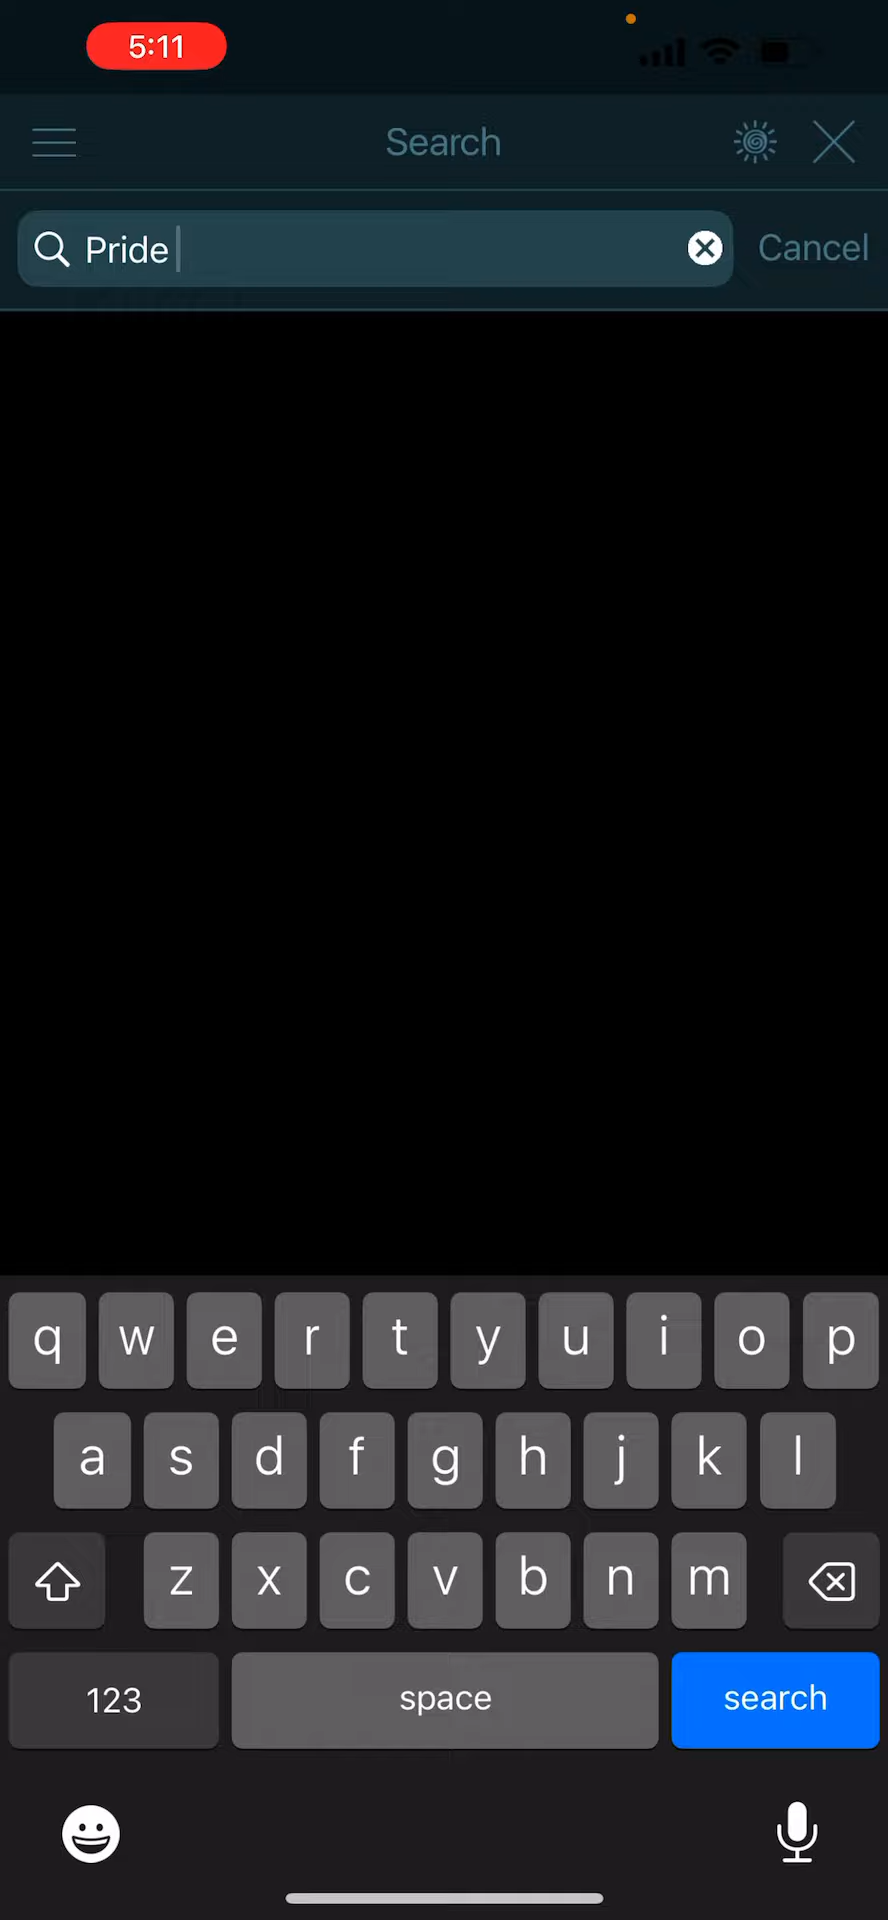 5:11
Search
Pride
Cancel
q w e r t y u i o p
a s d f g h j k l
z x c v b n m
123 space search